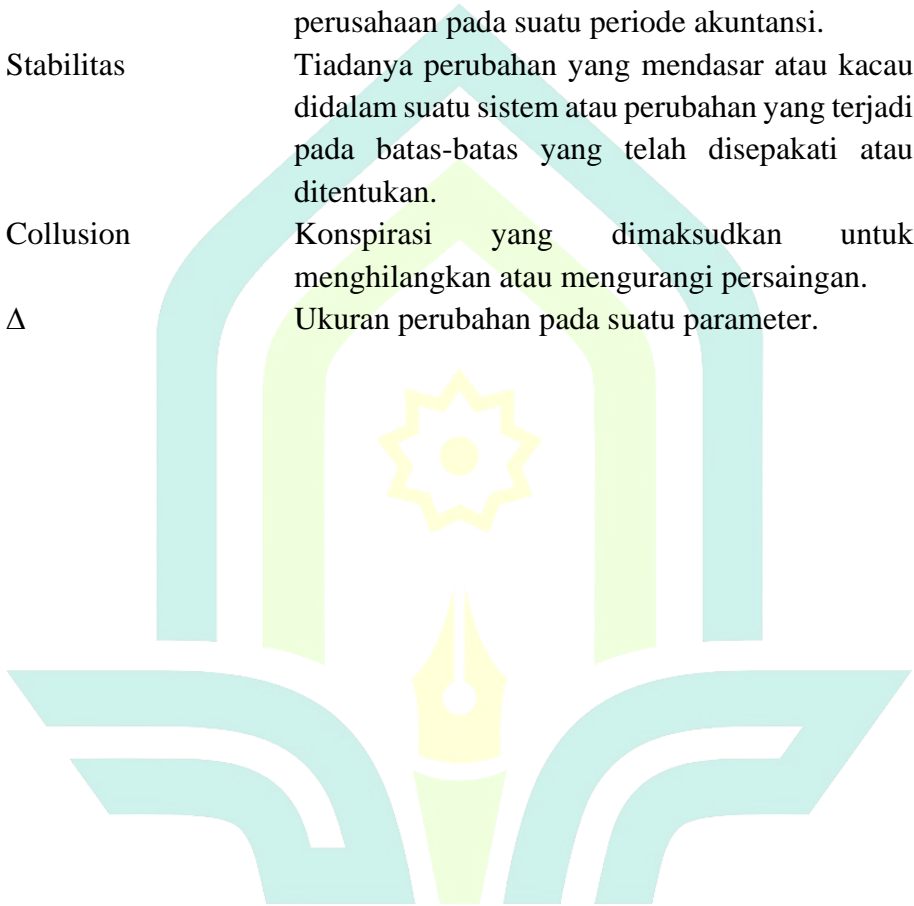 perusahaan pada suatu periode akuntansi.
Stabilitas Tiadanya perubahan yang mendasar atau kacau
didalam suatu sistem atau perubahan yang terjadi
pada batas-batas yang telah disepakati atau
ditentukan.
Collusion Konspirasi yang dimaksudkan untuk
menghilangkan atau mengurangi persaingan.
Δ Ukuran perubahan pada suatu parameter.